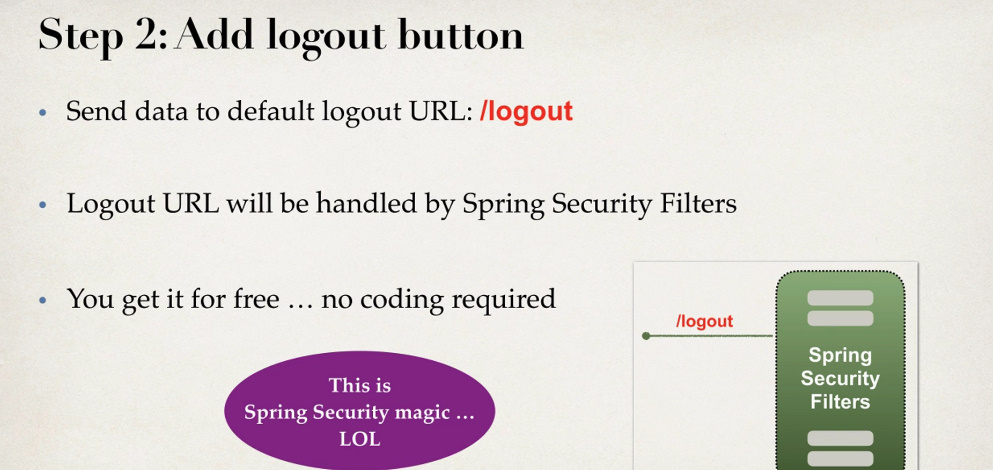 Step 2: Add logout button
• Send data to default logout URL: /logout
• Logout URL will be handled by Spring Security Filters
• You get it for free … no coding required
/logout
Spring
Security
Filters
This is
Spring Security magic …
LOL